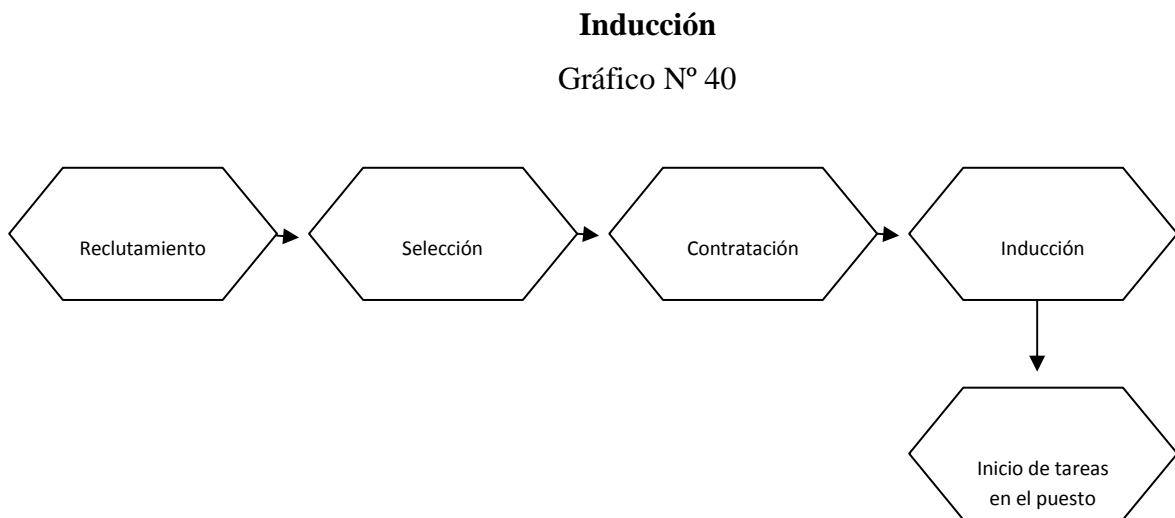 Inducción
Gráfico Nº 40
Reclutamiento
Selección
Contratación
Inducción
Inicio de tareas
en el puesto